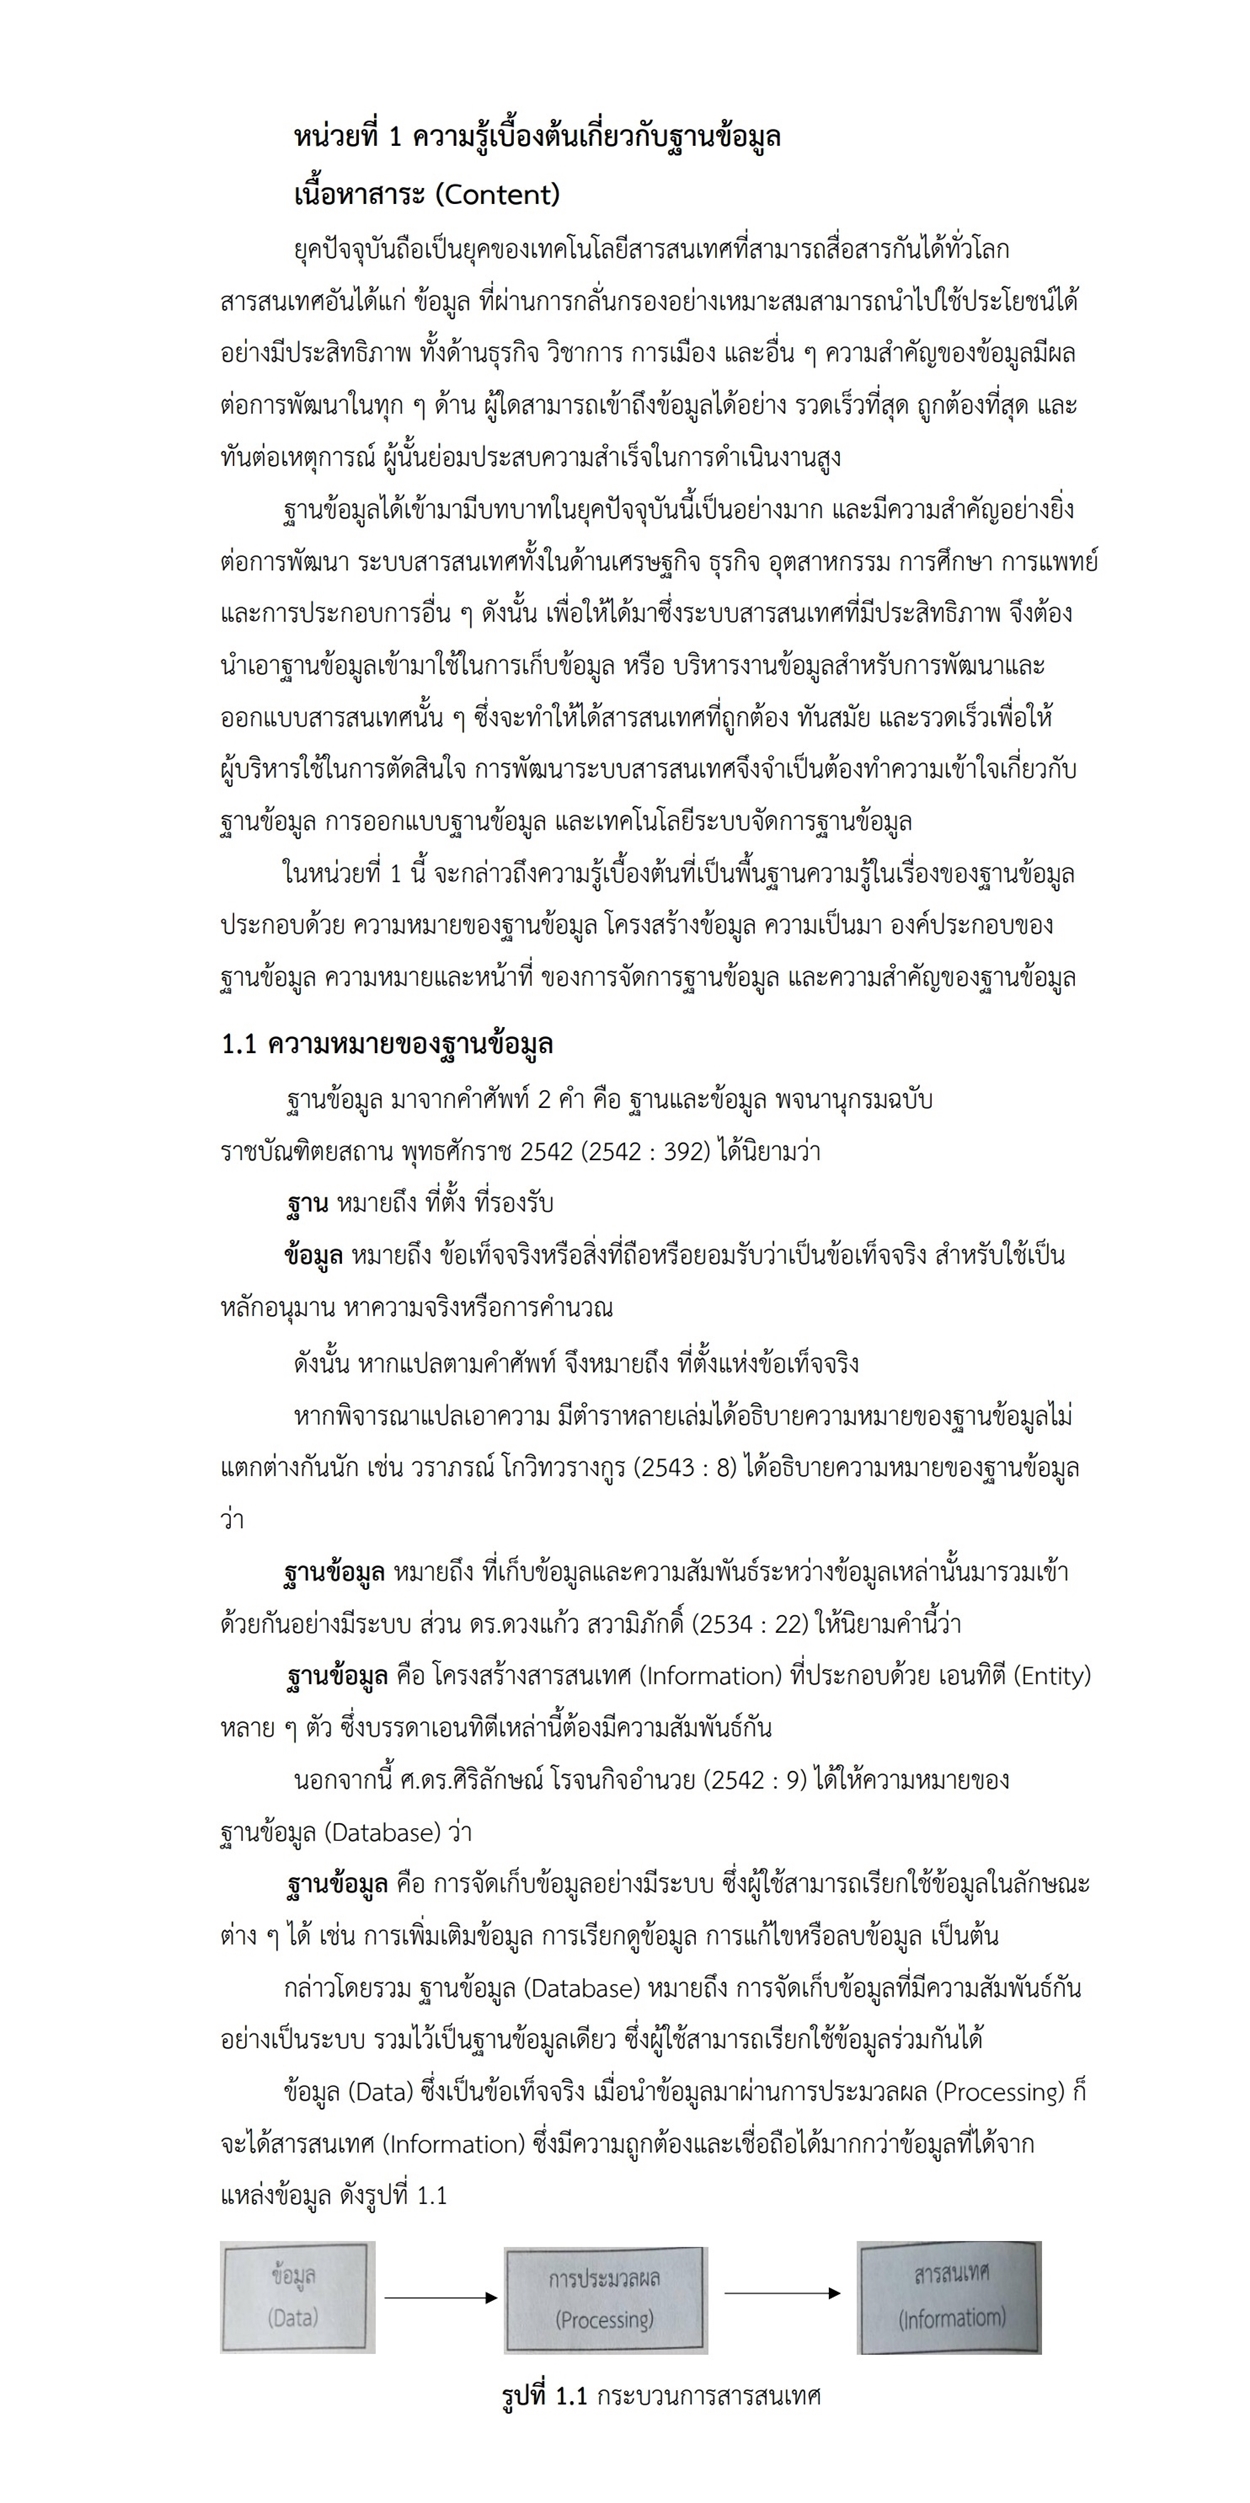 หน่วยที่ 1 ความรู้เบื้องต้นเกี่ยวกับฐานข้อมูล
เนื้อหาสาระ (Content)
ยุคปัจจุบันถือเป็นยุคของเทคโนโลยีสารสนเทศที่สามารถสื่อสารกันได้ทั่วโลก
สารสนเทศอันได้แก่ ข้อมูล ที่ผ่านการกลั่นกรองอย่างเหมาะสมสามารถนำไปใช้ประโยชน์ได้
อย่างมีประสิทธิภาพ ทั้งด้านธุรกิจ วิชาการ การเมือง และอื่น ๆ ความสำคัญของข้อมูลมีผล
ต่อการพัฒนาในทุก ๆ ด้าน ผู้ใดสามารถเข้าถึงข้อมูลได้อย่าง รวดเร็วที่สุด ถูกต้องที่สุด และ
ทันต่อเหตุการณ์ ผู้นั้นย่อมประสบความสำเร็จในการดำเนินงานสูง
ฐานข้อมูลได้เข้ามามีบทบาทในยุคปัจจุบันนี้เป็นอย่างมาก และมีความสำคัญอย่างยิ่ง
ต่อการพัฒนา ระบบสารสนเทศทั้งในด้านเศรษฐกิจ ธุรกิจ อุตสาหกรรม การศึกษา การแพทย์
และการประกอบการอื่น ๆ ดังนั้น เพื่อให้ได้มาซึ่งระบบสารสนเทศที่มีประสิทธิภาพ จึงต้อง
นำเอาฐานข้อมูลเข้ามาใช้ในการเก็บข้อมูล หรือ บริหารงานข้อมูลสำหรับการพัฒนาและ
ออกแบบสารสนเทศนั้น ๆ ซึ่งจะทำให้ได้สารสนเทศที่ถูกต้อง ทันสมัย และรวดเร็วเพื่อให้
ผู้บริหารใช้ในการตัดสินใจ การพัฒนาระบบสารสนเทศจึงจำเป็นต้องทำความเข้าใจเกี่ยวกับ
ฐานข้อมูล การออกแบบฐานข้อมูล และเทคโนโลยีระบบจัดการฐานข้อมูล
ในหน่วยที่ 1 นี้ จะกล่าวถึงความรู้เบื้องต้นที่เป็นพื้นฐานความรู้ในเรื่องของฐานข้อมูล
ประกอบด้วย ความหมายของฐานข้อมูล โครงสร้างข้อมูล ความเป็นมา องค์ประกอบของ
ฐานข้อมูล ความหมายและหน้าที่ ของการจัดการฐานข้อมูล และความสำคัญของฐานข้อมูล
1.1 ความหมายของฐานข้อมูล
ฐานข้อมูล มาจากคำศัพท์ 2 คำ คือ ฐานและข้อมูล พจนานุกรมฉบับ
ราชบัณฑิตยสถาน พุทธศักราช 2542 (2542 : 392) ได้นิยามว่า
ฐาน หมายถึง ที่ตั้ง ที่รองรับ
ข้อมูล หมายถึง ข้อเท็จจริงหรือสิ่งที่ถือหรือยอมรับว่าเป็นข้อเท็จจริง สำหรับใช้เป็น
หลักอนุมาน หาความจริงหรือการคำนวณ
ดังนั้น หากแปลตามคำศัพท์ จึงหมายถึง ที่ตั้งแห่งข้อเท็จจริง
หากพิจารณาแปลเอาความ มีตำราหลายเล่มได้อธิบายความหมายของฐานข้อมูลไม่
แตกต่างกันนัก เช่น วราภรณ์ โกวิทวรางกูร (2543 : 8) ได้อธิบายความหมายของฐานข้อมูล
ว่า
ฐานข้อมูล หมายถึง ที่เก็บข้อมูลและความสัมพันธ์ระหว่างข้อมูลเหล่านั้นมารวมเข้า
ด้วยกันอย่างมีระบบ ส่วน ดร.ดวงแก้ว สวามิภักดิ์ (2534 : 22) ให้นิยามคำนี้ว่า
ฐานข้อมูล คือ โครงสร้างสารสนเทศ (Information) ที่ประกอบด้วย เอนทิตี (Entity)
หลาย ๆ ตัว ซึ่งบรรดาเอนทิตีเหล่านี้ต้องมีความสัมพันธ์กัน
นอกจากนี้ ศ.ดร.ศิริลักษณ์ โรจนกิจอำนวย (2542 : 9) ได้ให้ความหมายของ
ฐานข้อมูล (Database) ว่า
ฐานข้อมูล คือ การจัดเก็บข้อมูลอย่างมีระบบ ซึ่งผู้ใช้สามารถเรียกใช้ข้อมูลในลักษณะ
ต่าง ๆ ได้ เช่น การเพิ่มเติมข้อมูล การเรียกดูข้อมูล การแก้ไขหรือลบข้อมูล เป็นต้น
กล่าวโดยรวม ฐานข้อมูล (Database) หมายถึง การจัดเก็บข้อมูลที่มีความสัมพันธ์กัน
อย่างเป็นระบบ รวมไว้เป็นฐานข้อมูลเดียว ซึ่งผู้ใช้สามารถเรียกใช้ข้อมูลร่วมกันได้
ข้อมูล (Data) ซึ่งเป็นข้อเท็จจริง เมื่อนำข้อมูลมาผ่านการประมวลผล (Processing) ก็
จะได้สารสนเทศ (Information) ซึ่งมีความถูกต้องและเชื่อถือได้มากกว่าข้อมูลที่ได้จาก
แหล่งข้อมูล ดังรูปที่ 1.1
ข้อมูล
(Data)
การประมวลผล
(Processing)
สารสนเทศ
(Informatiom)
รูปที่ 1.1 กระบวนการสารสนเทศ